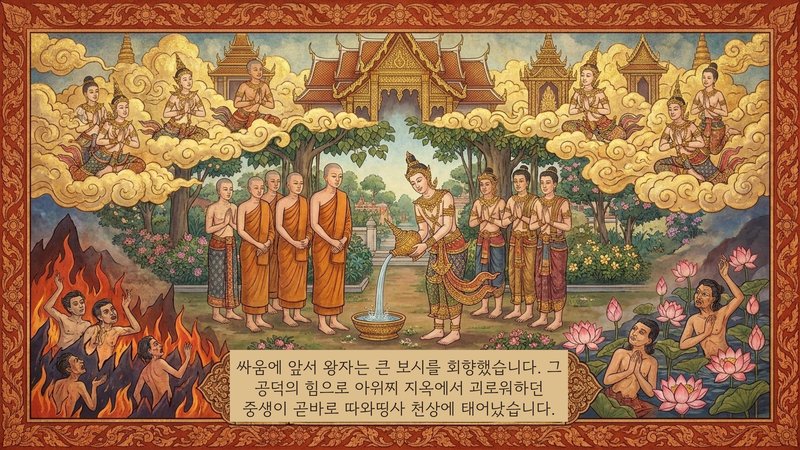 싸움에 앞서 왕자는 큰 보시를 회향했습니다. 그
공덕의 힘으로 아위찌 지옥에서 괴로워하던
중생이 곧바로 따와띵사 천상에 태어났습니다.